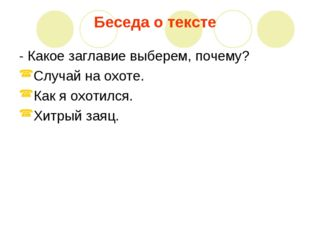 Беседа о тексте
- Какое заглавие выберем, почему?
Случай на охоте.
Как я охотился.
Хитрый заяц.